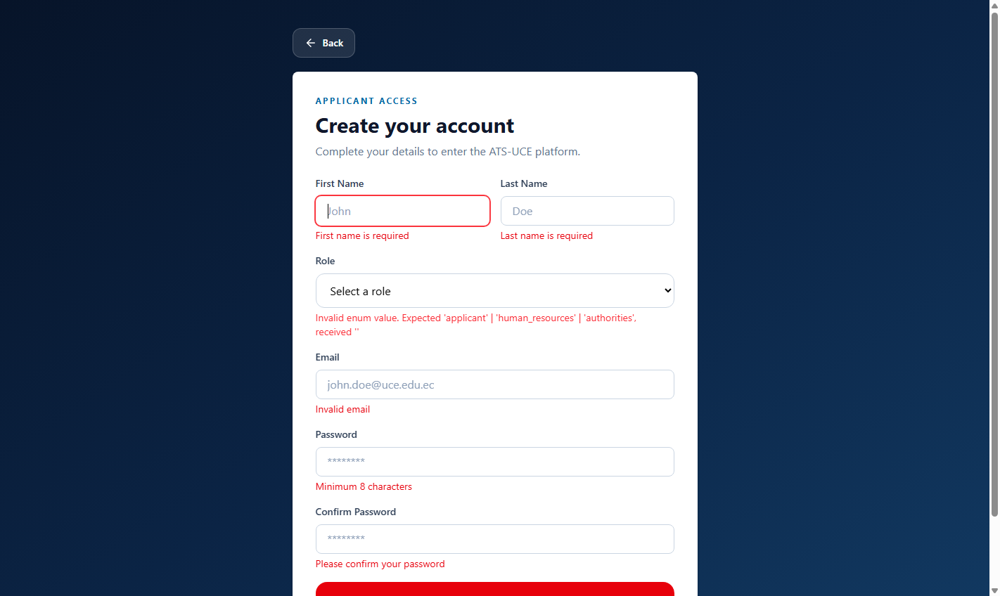 Back
APPLICANT ACCESS
Create your account
Complete your details to enter the ATS-UCE platform.
First Name
Last Name
John
Doe
First name is required
Last name is required
Role
Select a role
Invalid enum value. Expected 'applicant' | 'human_resources' | 'authorities',
received ''
Email
john.doe@uce.edu.ec
Invalid email
Password
********
Minimum 8 characters
Confirm Password
********
Please confirm your password